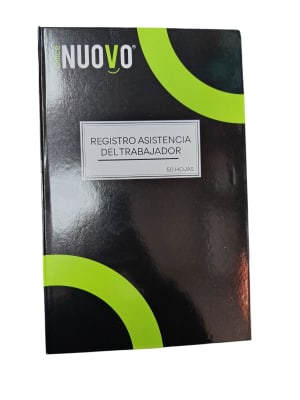 NUOVO®
REGISTRO ASISTENCIA
DEL TRABAJADOR
50 HOJAS